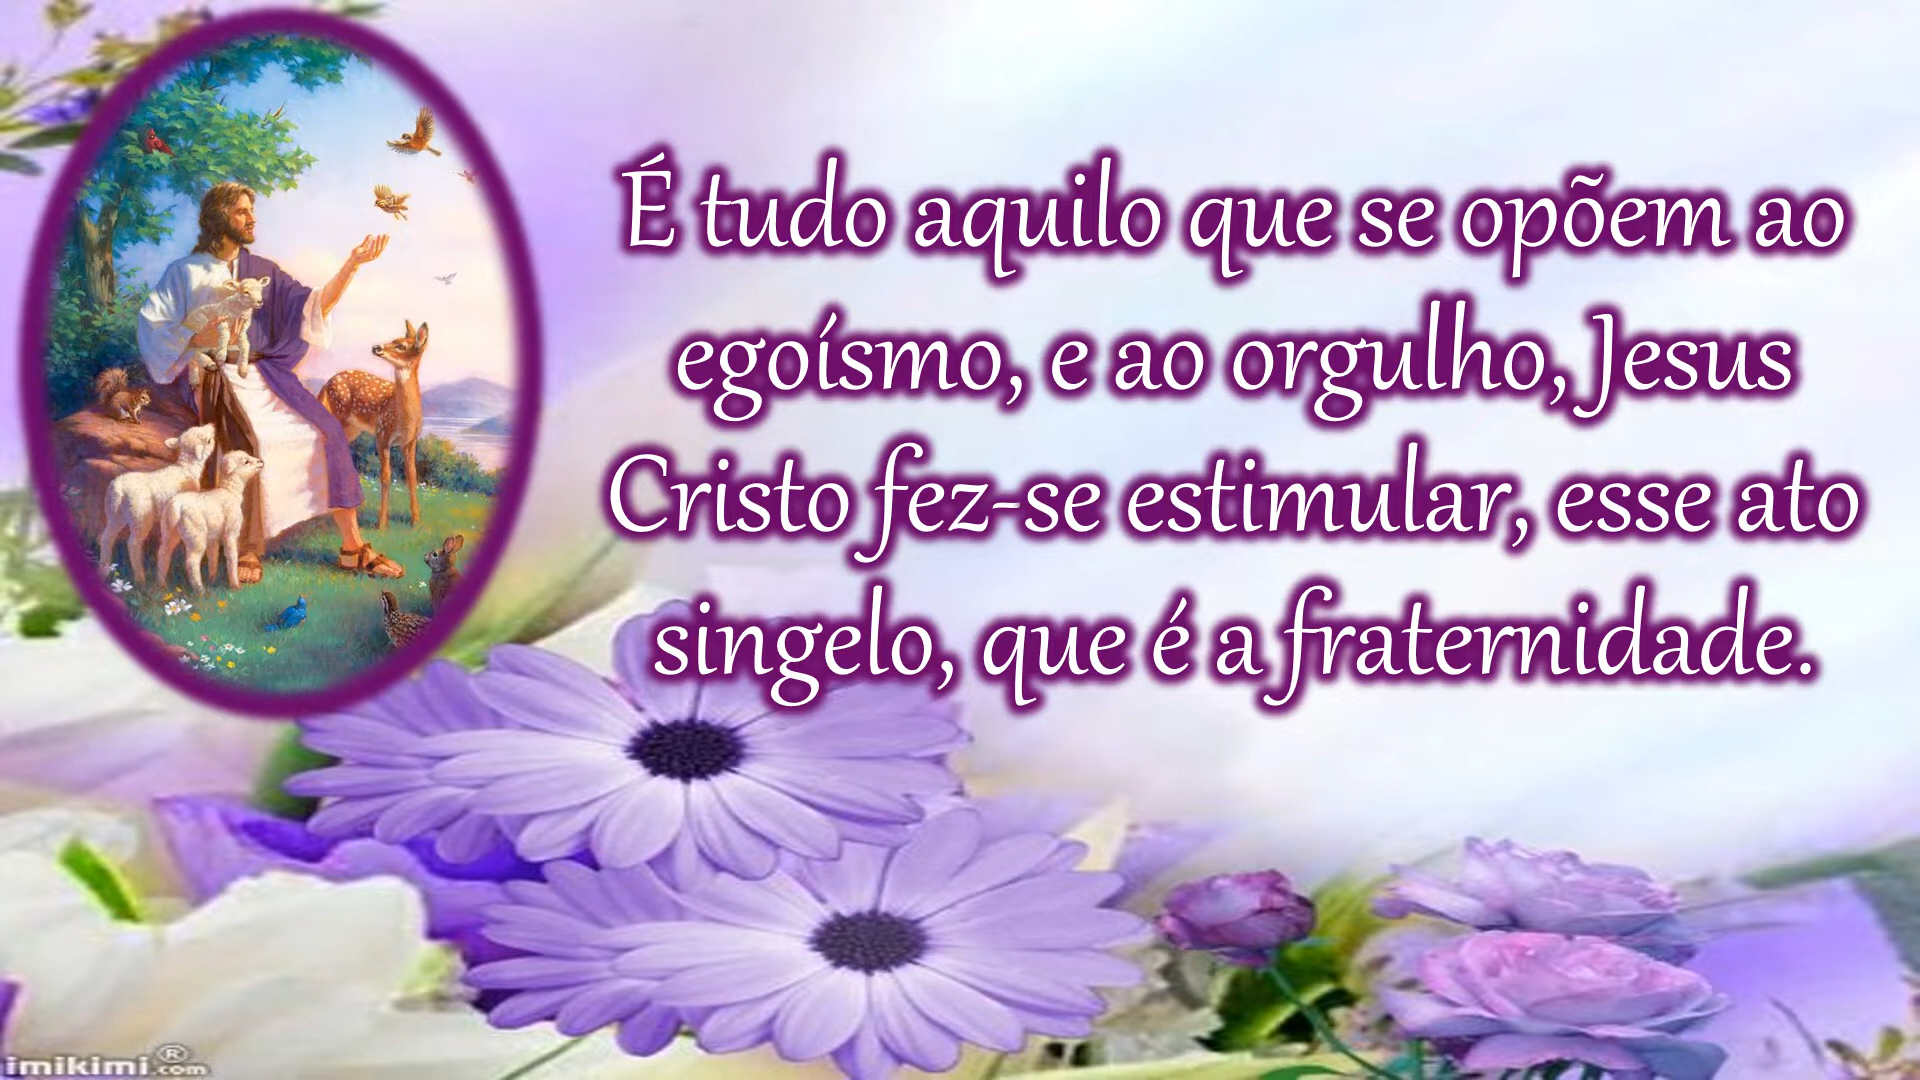 É tudo aquilo que se opõem ao
egoísmo, e ao orgulho, Jesus
Cristo fez-se estimular, esse ato
singelo, que é a fraternidade.
imikimi®.com